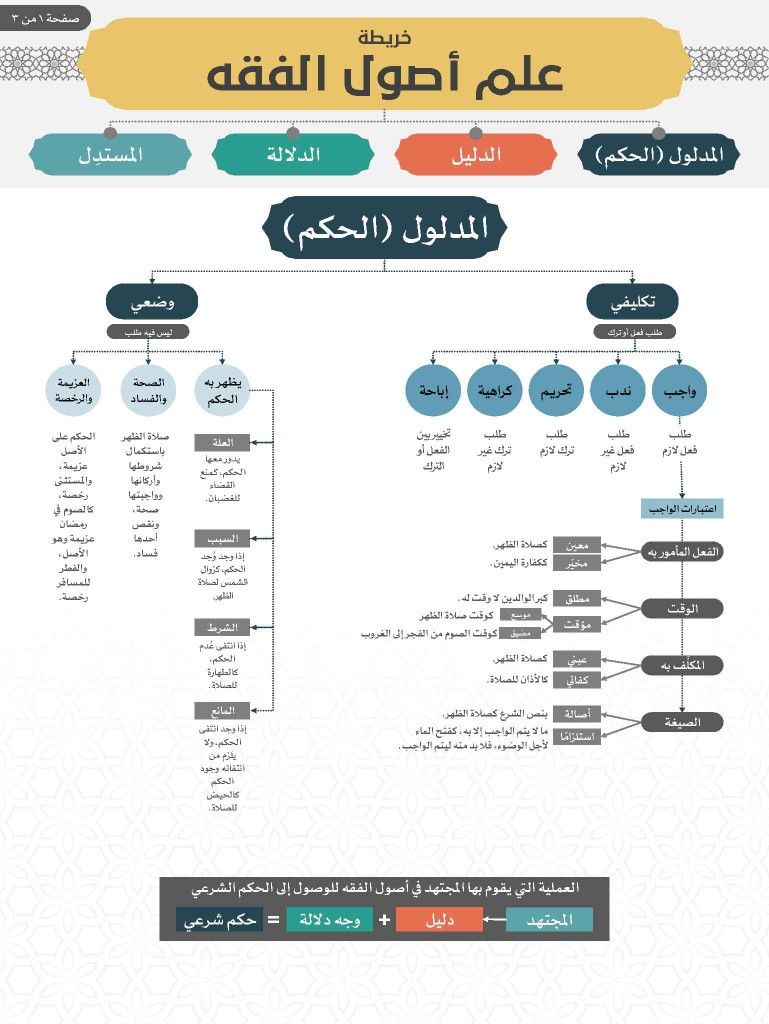 صفحة ١ من ٣
خريطة
علم أصول الفقه
المدلول (الحكم)
الدليل
الدلالة
المستدِل
المدلول (الحكم)
تكليفي
طلب فعل أو ترك
واجب
ندب
تحريم
كراهية
إباحة
طلب
فعل لازم
طلب
فعل غير
لازم
طلب
ترك لازم
طلب
ترك غير
لازم
تخيير بين
الفعل أو
الترك
اعتبارات الواجب
الفعل المأمور به
معين
كصلاة الظهر.
مخيّر
ككفارة اليمين.
الوقت
مطلق
كبر الوالدين لا وقت له.
مؤقت
موسع
كوقت صلاة الظهر
مضيق
كوقت الصوم من الفجر إلى الغروب
المكلَّف به
عيني
كصلاة الظهر.
كفائي
كالأذان للصلاة.
الصيغة
أصالة
بنص الشرع كصلاة الظهر.
استلزامًا
ما لا يتم الواجب إلا به، كفتح الماء
لأجل الوضوء، فلا بد منه ليتم الواجب.
وضعي
ليس فيه طلب
يظهر به
الحكم
الصحة
والفساد
العزيمة
والرخصة
العلة
يدور معها
الحكم، كمنع
القضاء
للغضبان.
السبب
إذا وجد وُجد
الحكم، كزوال
الشمس لصلاة
الظهر.
الشرط
إذا انتفى عُدم
الحكم،
كالطهارة
للصلاة.
المانع
إذا وجد انتفى
الحكم، ولا
يلزم من
انتفائه وجود
الحكم
كالحيض
للصلاة.
صلاة الظهر
باستكمال
شروطها
وأركانها
وواجبتها
صحة،
ونقص
أحدها
فساد.
الحكم على
الأصل
عزيمة،
والمستثنى
رخصة،
كالصوم في
رمضان
عزيمة وهو
الأصل،
والفطر
للمسافر
رخصة.
العملية التي يقوم بها المجتهد في أصول الفقه للوصول إلى الحكم الشرعي
المجتهد دليل + وجه دلالة = حكم شرعي